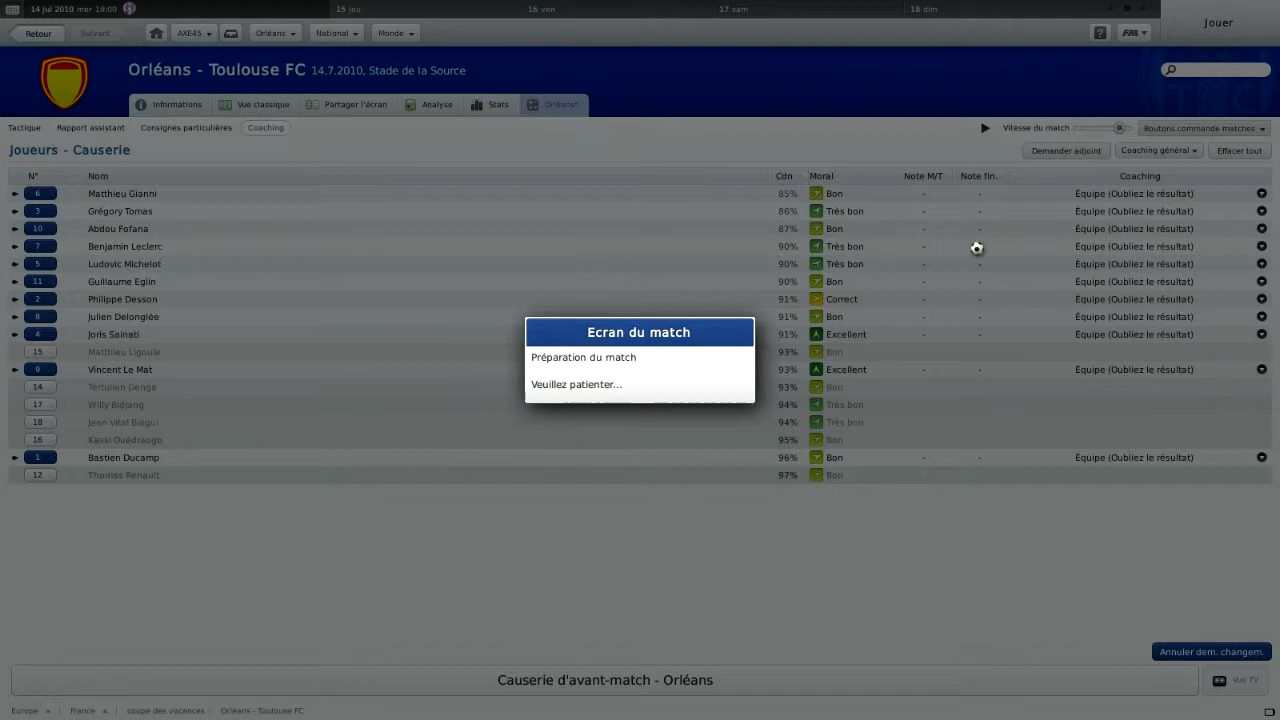 14 jul 2010 mer 19:00 15 jeu 16 ven 17 sam 18 dim
Jouer
Retour Suivant AXE45 Orléans National Monde ? FM
Orléans - Toulouse FC 14.7.2010, Stade de la Source
Informations Vue classique Partager l'écran Analyse Stats Orléans*
Tactique Rapport assistant Consignes particulières Coaching Vitesse du match Boutons commande matches
Joueurs - Causerie Demander adjoint Coaching général Effacer tout
N° Nom Cdn Moral Note M/T Note fin. Coaching
6 Matthieu Gianni 85% Bon - - Équipe (Oubliez le résultat)
3 Grégory Tomas 86% Très bon - - Équipe (Oubliez le résultat)
10 Abdou Fofana 87% Bon - - Équipe (Oubliez le résultat)
7 Benjamin Leclerc 90% Très bon - - Équipe (Oubliez le résultat)
5 Ludovic Michelot 90% Très bon - - Équipe (Oubliez le résultat)
11 Guillaume Eglin 90% Bon - - Équipe (Oubliez le résultat)
2 Philippe Desson 91% Correct - - Équipe (Oubliez le résultat)
8 Julien Delonglée 91% Bon - - Équipe (Oubliez le résultat)
4 Joris Sainati 91% Excellent - - Équipe (Oubliez le résultat)
15 Matthieu Ligoule 93% Bon
9 Vincent Le Mat 93% Excellent - - Équipe (Oubliez le résultat)
14 Tertulien Denga 93% Bon
17 Willy Bidjang 94% Très bon
18 Jean Vital Biagui 94% Très bon
16 Kassi Ouédraogo 95% Bon
1 Bastien Ducamp 96% Bon - - Équipe (Oubliez le résultat)
12 Thomas Renault 97% Bon
Ecran du match
Préparation du match
Veuillez patienter...
Annuler dern. changem.
Causerie d'avant-match - Orléans Vue TV
Europe France coupe des vacances Orléans - Toulouse FC